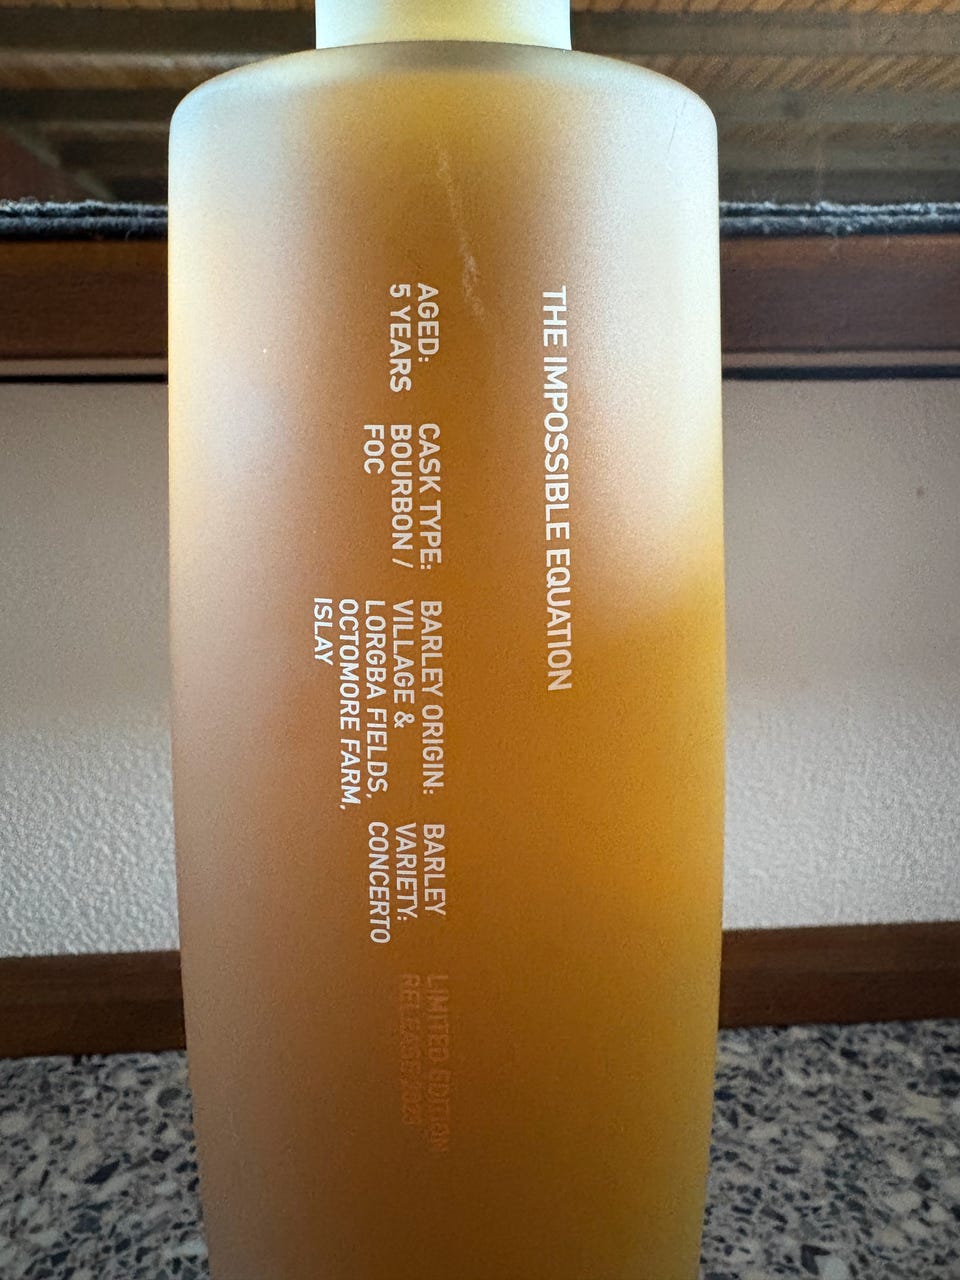 THE IMPOSSIBLE EQUATION
AGED:
5 YEARS
CASK TYPE:
BOURBON /
FOC
BARLEY ORIGIN:
VILLAGE &
LORGBA FIELDS,
OCTOMORE FARM,
ISLAY
BARLEY
VARIETY:
CONCERTO
LIMITED EDITION
RELEASE